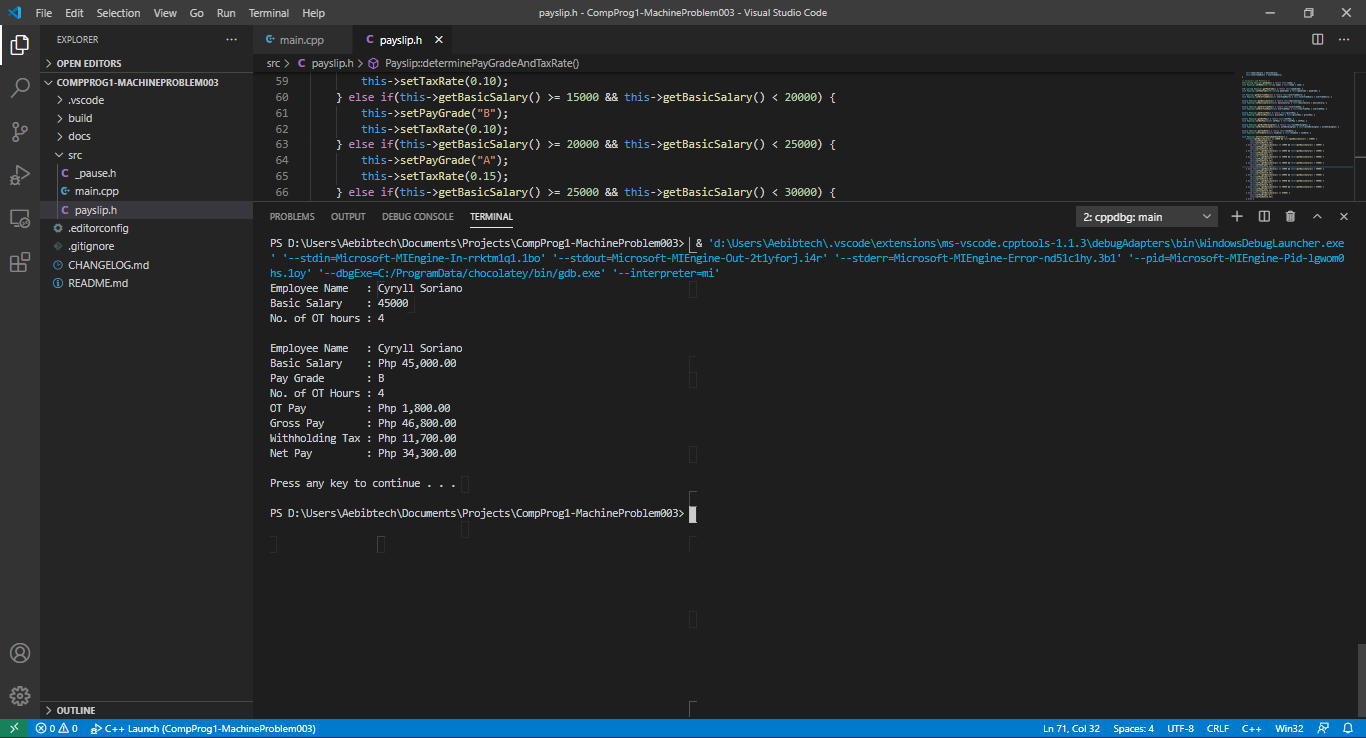 File Edit Selection View Go Run Terminal Help
payslip.h - CompProg1-MachineProblem003 - Visual Studio Code
EXPLORER
OPEN EDITORS
COMPPROG1-MACHINEPROBLEM003
.vscode
build
docs
src
_pause.h
main.cpp
payslip.h
.editorconfig
.gitignore
CHANGELOG.md
README.md
OUTLINE
main.cpp
payslip.h
src > payslip.h > Payslip::determinePayGradeAndTaxRate()
59 this->setTaxRate(0.10);
60 } else if(this->getBasicSalary() >= 15000 && this->getBasicSalary() < 20000) {
61 this->setPayGrade("B");
62 this->setTaxRate(0.10);
63 } else if(this->getBasicSalary() >= 20000 && this->getBasicSalary() < 25000) {
64 this->setPayGrade("A");
65 this->setTaxRate(0.15);
66 } else if(this->getBasicSalary() >= 25000 && this->getBasicSalary() < 30000) {
PROBLEMS OUTPUT DEBUG CONSOLE TERMINAL
2: cppdbg: main
PS D:\Users\Aebibtech\Documents\Projects\CompProg1-MachineProblem003> & 'd:\Users\Aebibtech\.vscode\extensions\ms-vscode.cpptools-1.1.3\debugAdapters\bin\WindowsDebugLauncher.exe
' '--stdin=Microsoft-MIEngine-In-rrktm1q1.1bo' '--stdout=Microsoft-MIEngine-Out-2t1yforj.i4r' '--stderr=Microsoft-MIEngine-Error-nd51c1hy.3b1' '--pid=Microsoft-MIEngine-Pid-lgwom0
hs.1oy' '--dbgExe=C:/ProgramData/chocolatey/bin/gdb.exe' '--interpreter=mi'
Employee Name : Cyryll Soriano
Basic Salary : 45000
No. of OT hours : 4
Employee Name : Cyryll Soriano
Basic Salary : Php 45,000.00
Pay Grade : B
No. of OT Hours : 4
OT Pay : Php 1,800.00
Gross Pay : Php 46,800.00
Withholding Tax : Php 11,700.00
Net Pay : Php 34,300.00
Press any key to continue . . .
PS D:\Users\Aebibtech\Documents\Projects\CompProg1-MachineProblem003>
0 0 C++ Launch (CompProg1-MachineProblem003)
Ln 71, Col 32 Spaces: 4 UTF-8 CRLF C++ Win32